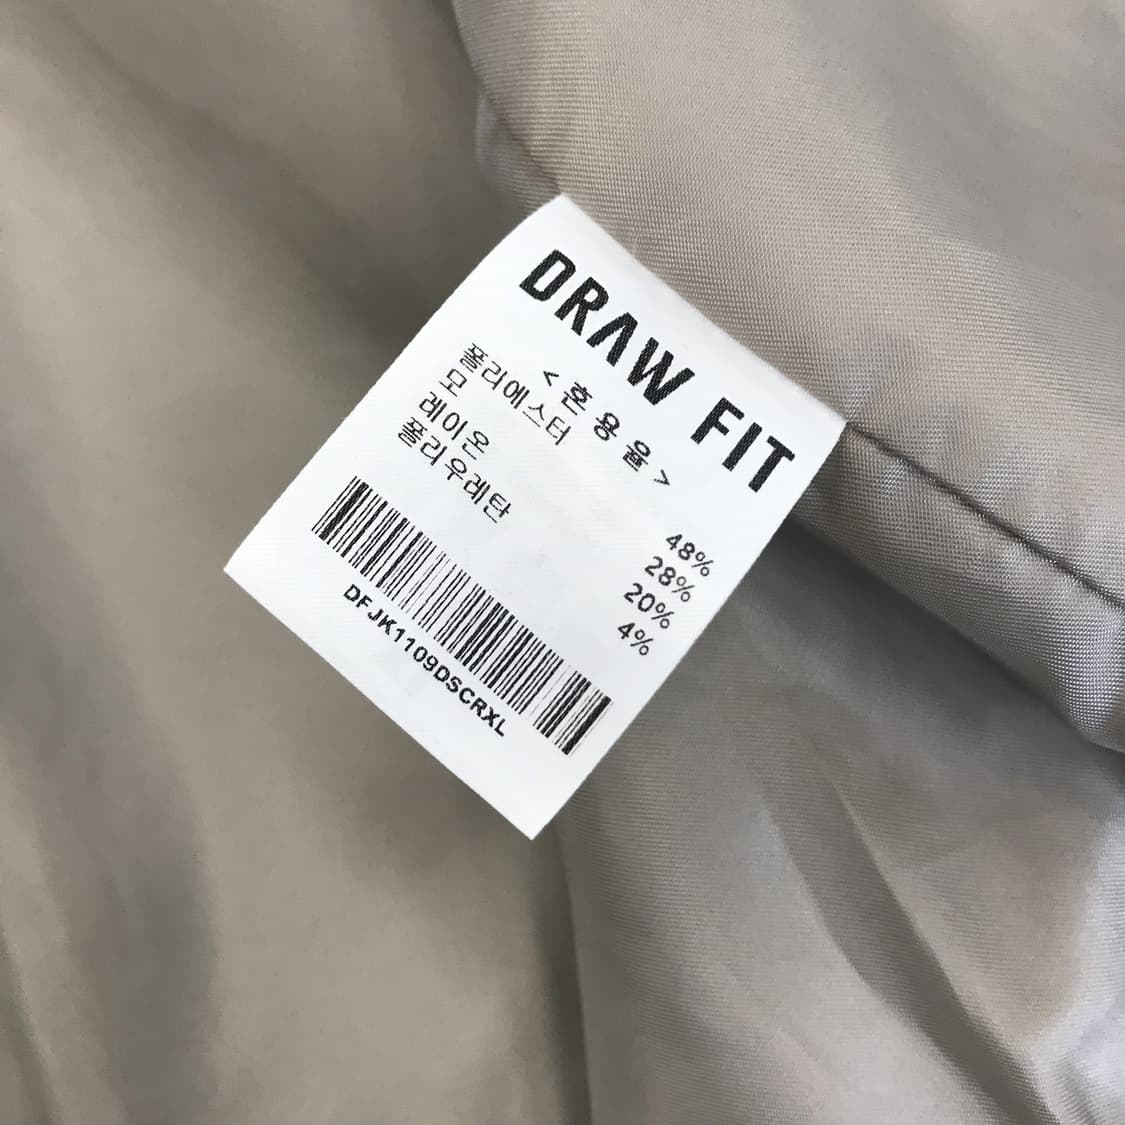 DRAW FIT
<혼용율>
폴리에스터 48%
모 28%
레이온 20%
폴리우레탄 4%
DFJK1109DSCRXL